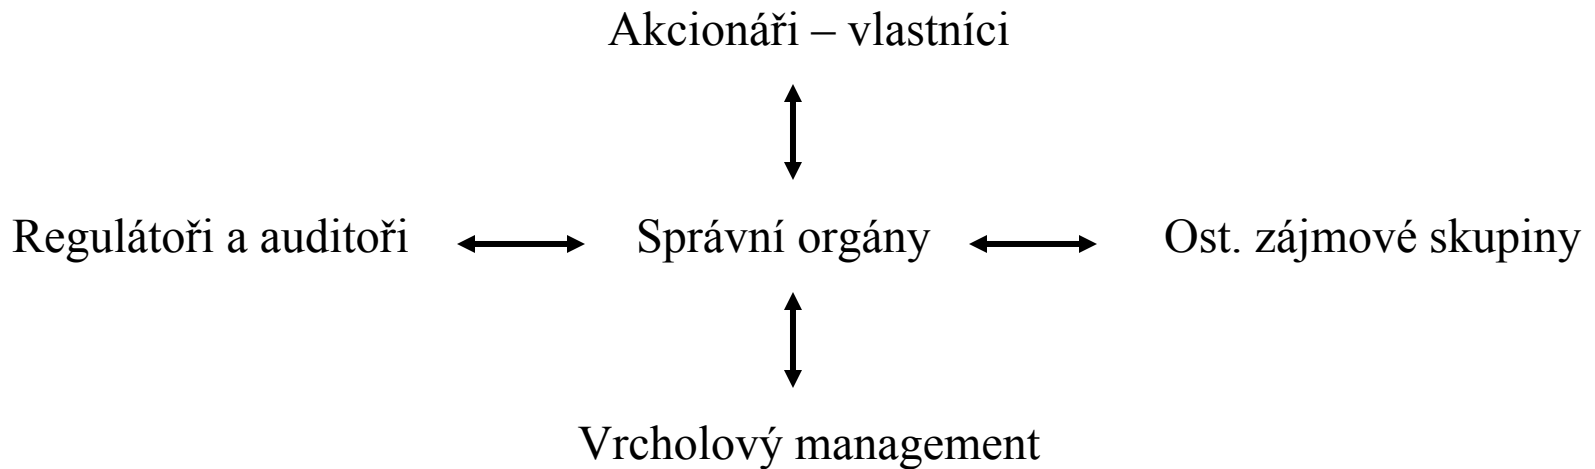 Akcionáři – vlastníci
Regulátoři a auditoři
Správní orgány
Ost. zájmové skupiny
Vrcholový management